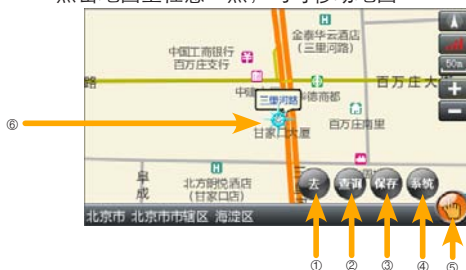 金泰华云酒店
(三里河路)
中国工商银行
百万庄支行
50m
路
百万庄大
德商都
三里河路
百万庄南里
⑥
甘家口大厦
阜
成
北方朗悦酒店
(甘家口店)
去 查询 保存 系统
北京市 北京市市辖区 海淀区
① ② ③ ④ ⑤